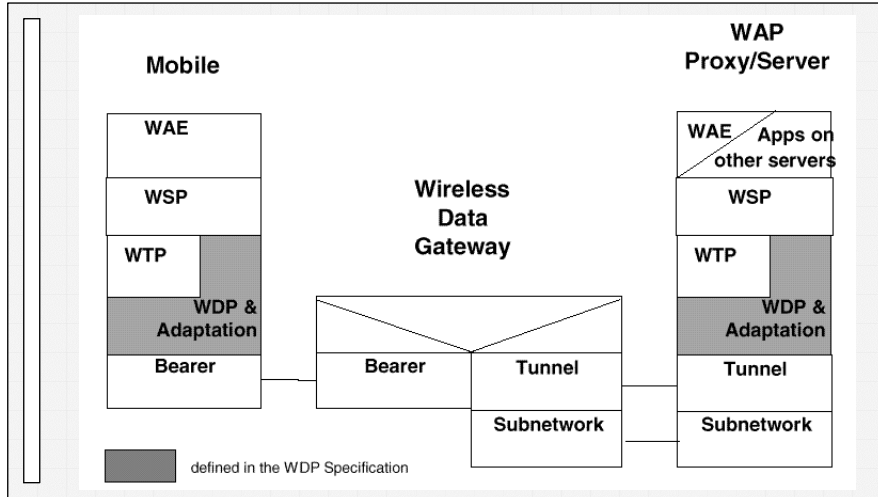 Mobile
WAE
WSP
WTP
WDP &
Adaptation
Bearer
Wireless
Data
Gateway
Bearer
Tunnel
Subnetwork
WAP
Proxy/Server
WAE
Apps on
other servers
WSP
WTP
WDP &
Adaptation
Tunnel
Subnetwork
defined in the WDP Specification